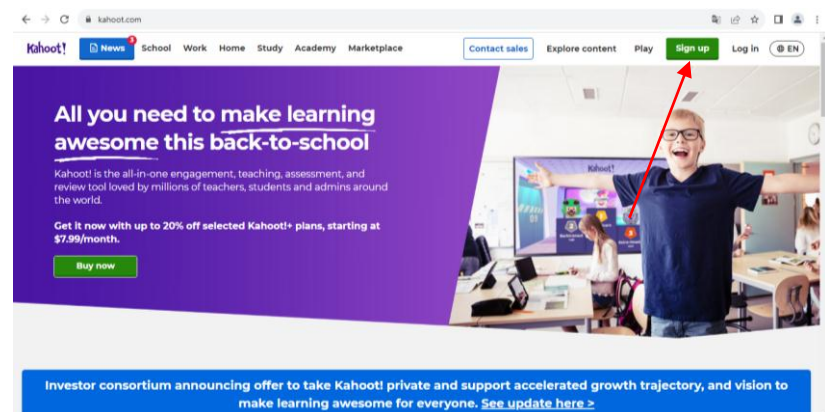 kahoot.com
Kahoot! News 3 School Work Home Study Academy Marketplace Contact sales Explore content Play Sign up Log in EN
All you need to make learning
awesome this back-to-school
Kahoot! is the all-in-one engagement, teaching, assessment, and
review tool loved by millions of teachers, students and admins around
the world.
Get it now with up to 20% off selected Kahoot!+ plans, starting at
$7.99/month.
Buy now
Kahoot!
2
3
Investor consortium announcing offer to take Kahoot! private and support accelerated growth trajectory, and vision to
make learning awesome for everyone. See update here >